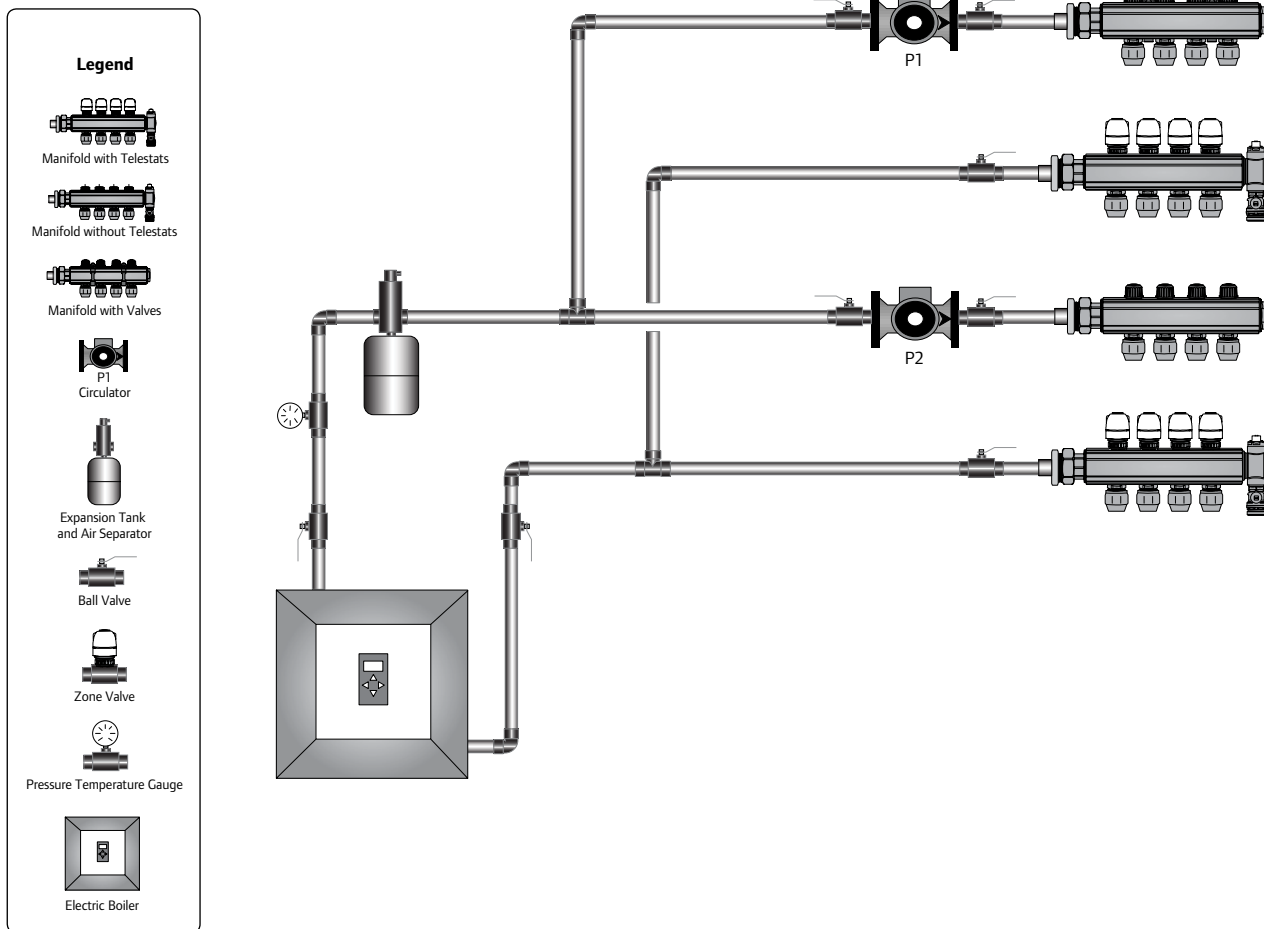 Legend
Manifold with Telestats
Manifold without Telestats
Manifold with Valves
P1
Circulator
Expansion Tank
and Air Separator
Ball Valve
Zone Valve
Pressure Temperature Gauge
Electric Boiler
P1
P2